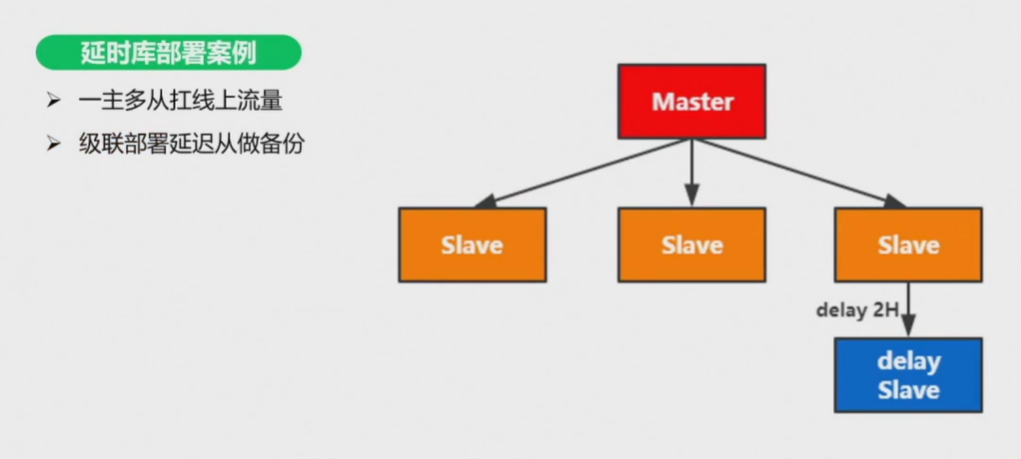 延时库部署案例
一主多从扛线上流量
级联部署延迟从做备份
Master
Slave
Slave
Slave
delay 2H
delay
Slave